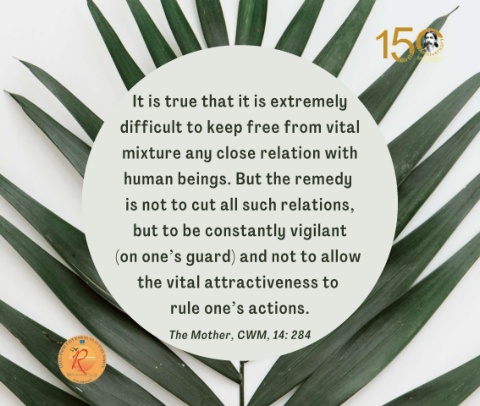 150
It is true that it is extremely
difficult to keep free from vital
mixture any close relation with
human beings. But the remedy
is not to cut all such relations,
but to be constantly vigilant
(on one's guard) and not to allow
the vital attractiveness to
rule one's actions.
The Mother, CWM, 14: 284
R